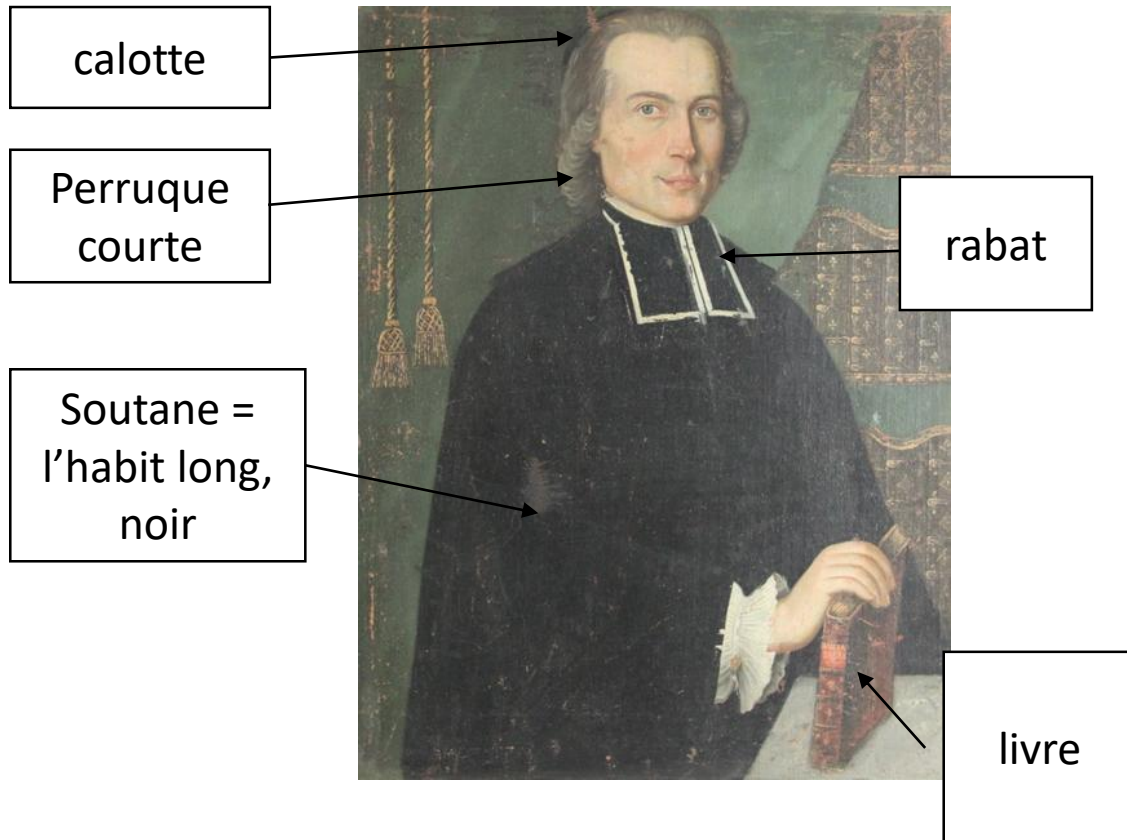 calotte
Perruque
courte
rabat
Soutane =
l’habit long,
noir
livre